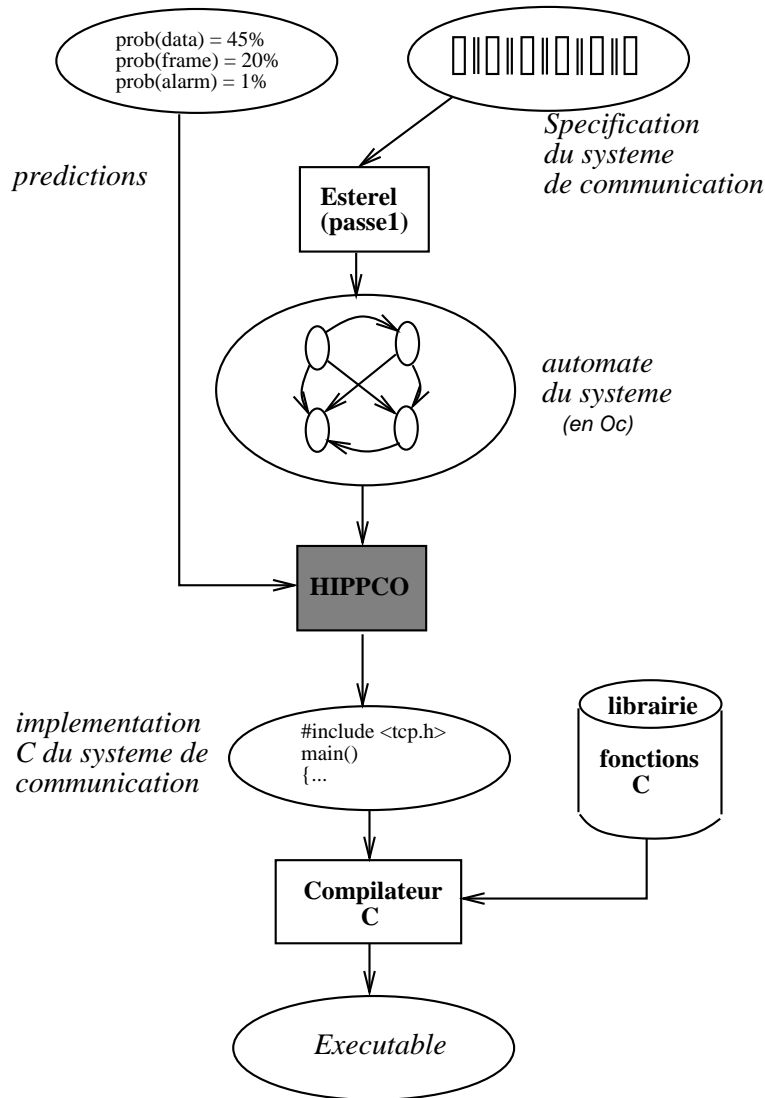 prob(data) = 45%
prob(frame) = 20%
prob(alarm) = 1%
Specification
du systeme
de communication
predictions
Esterel
(passe1)
automate
du systeme
(en Oc)
HIPPCO
implementation
C du systeme de
communication
#include <tcp.h>
main()
{...
librairie
fonctions
C
Compilateur
C
Executable